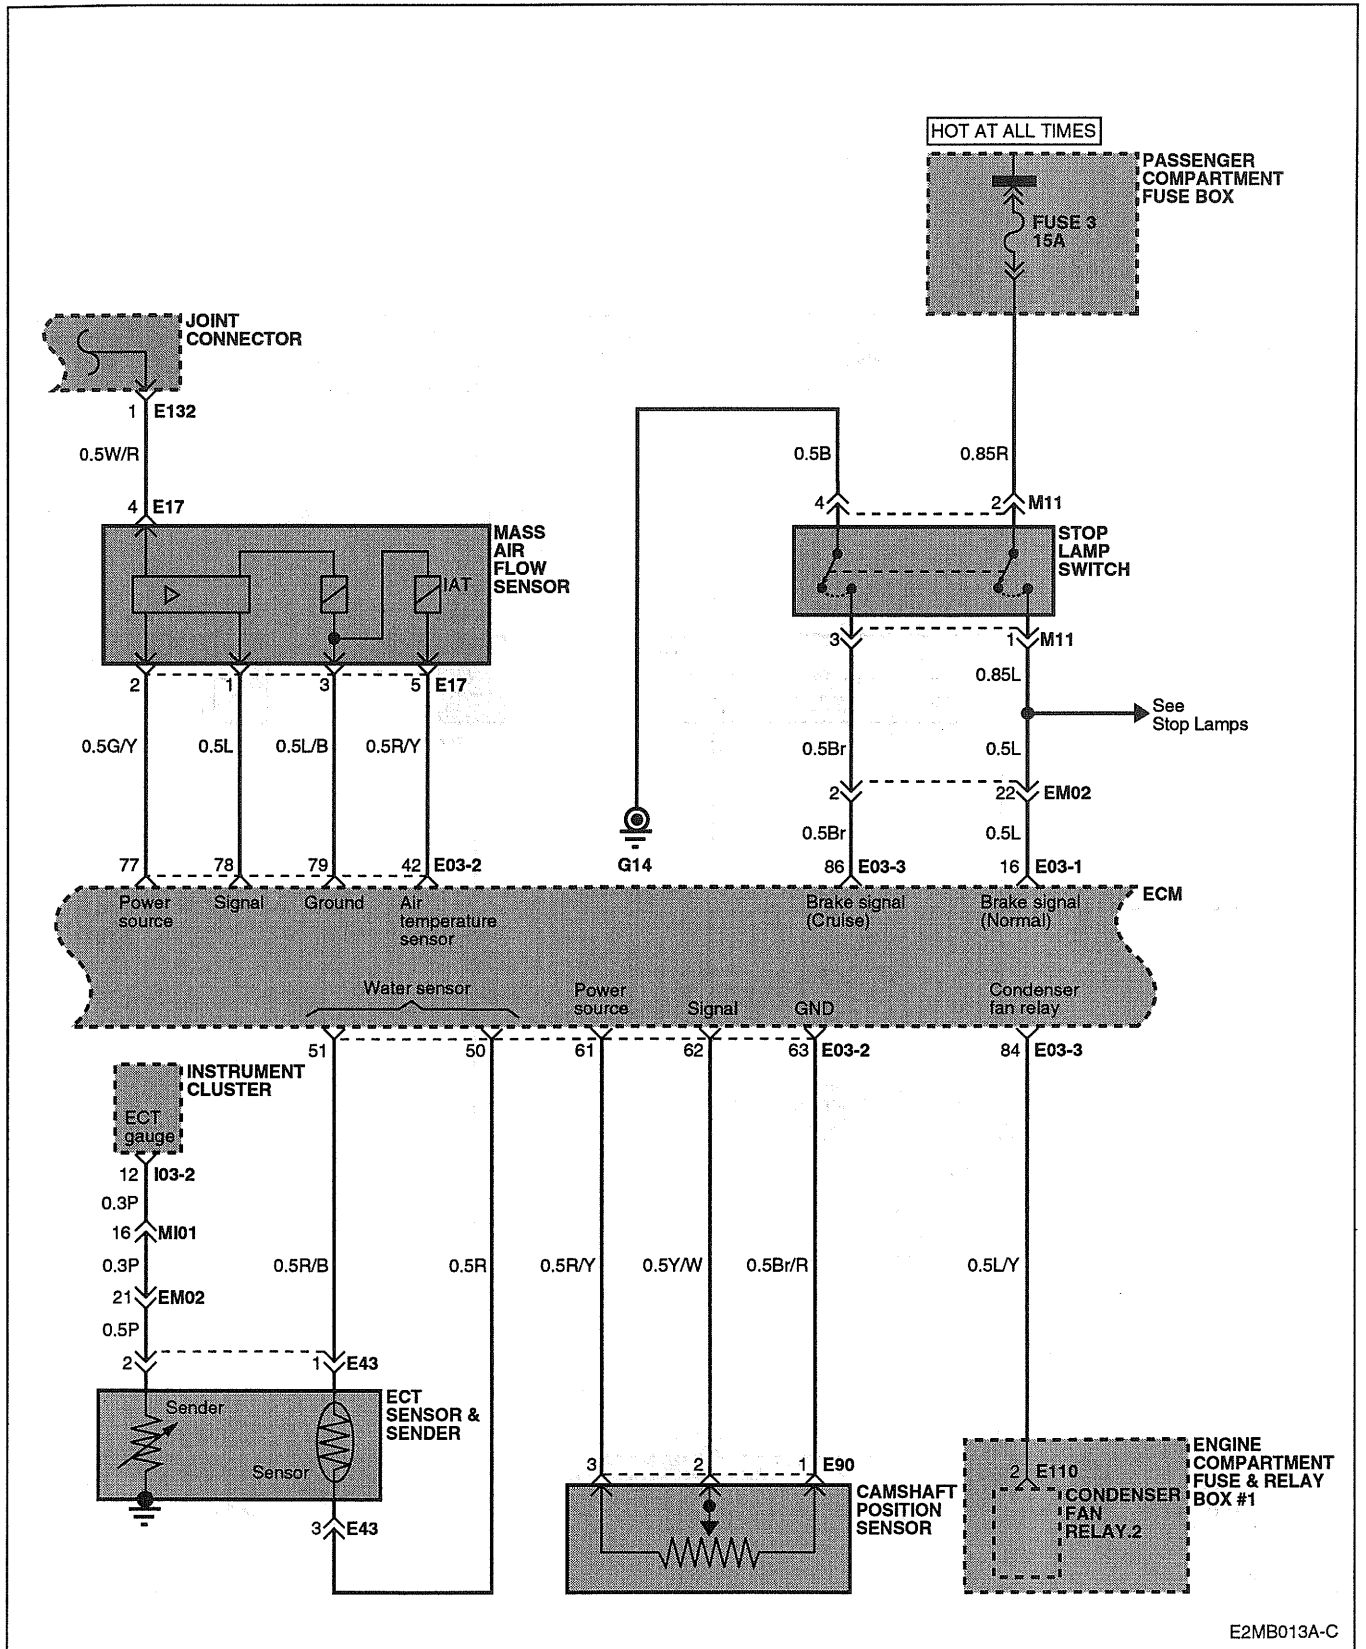 HOT AT ALL TIMES
PASSENGER
COMPARTMENT
FUSE BOX
FUSE 3
15A
JOINT
CONNECTOR
1 E132
0.5W/R
0.5B
0.85R
4 E17
4
2 M11
MASS
AIR
FLOW
SENSOR
IAT
STOP
LAMP
SWITCH
3
1 M11
2
1
3
5 E17
0.85L
See
Stop Lamps
0.5G/Y
0.5L
0.5L/B
0.5R/Y
0.5Br
0.5L
2
22 EM02
0.5Br
0.5L
77
78
79
42 E03-2
G14
86 E03-3
16 E03-1
ECM
Power
source
Signal
Ground
Air
temperature
sensor
Brake signal
(Cruise)
Brake signal
(Normal)
Water sensor
Power
source
Signal
GND
Condenser
fan relay
51
50
61
62
63 E03-2
84 E03-3
INSTRUMENT
CLUSTER
ECT
gauge
12 I03-2
0.3P
16 MI01
0.3P
0.5R/B
0.5R
0.5R/Y
0.5Y/W
0.5Br/R
0.5L/Y
21 EM02
0.5P
2
1 E43
ECT
SENSOR &
SENDER
Sender
Sensor
3 E43
3
2
1 E90
CAMSHAFT
POSITION
SENSOR
ENGINE
COMPARTMENT
FUSE & RELAY
BOX #1
2 E110
CONDENSER
FAN
RELAY.2
E2MB013A-C